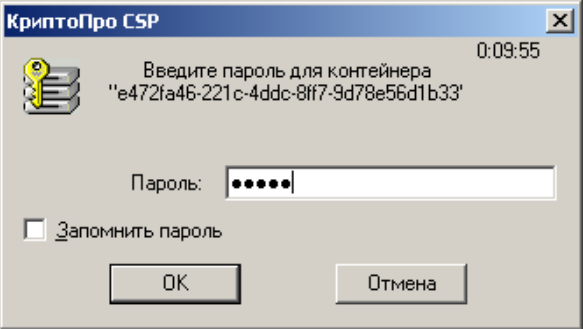 КриптоПро CSP
0:09:55
Введите пароль для контейнера
"e472fa46-221c-4ddc-8ff7-9d78e56d1b33'
Пароль: •••••
Запомнить пароль
OK Отмена